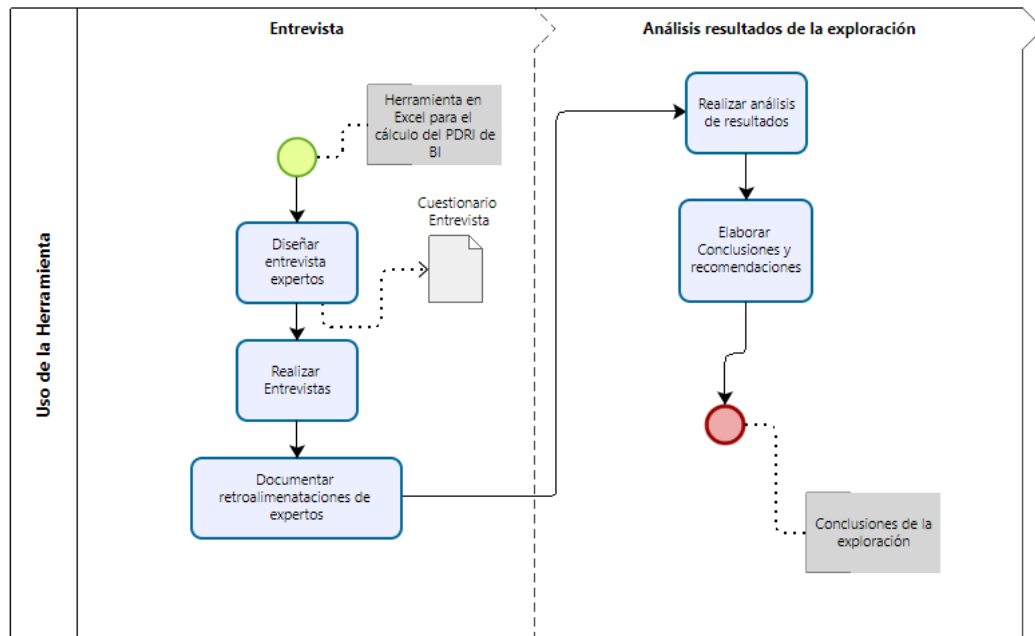 Uso de la Herramienta
Entrevista
Herramienta en
Excel para el
cálculo del PDRI de
BI
Cuestionario
Entrevista
Diseñar
entrevista
expertos
Realizar
Entrevistas
Documentar
retroalimenataciones de
expertos
Análisis resultados de la exploración
Realizar análisis
de resultados
Elaborar
Conclusiones y
recomendaciones
Conclusiones de la
exploración